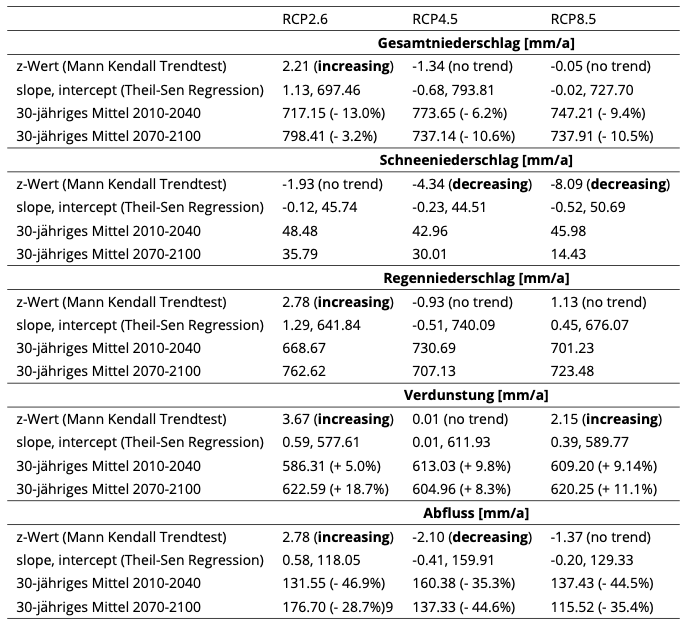 RCP2.6 RCP4.5 RCP8.5
Gesamtniederschlag [mm/a]
z-Wert (Mann Kendall Trendtest) 2.21 (increasing) -1.34 (no trend) -0.05 (no trend)
slope, intercept (Theil-Sen Regression) 1.13, 697.46 -0.68, 793.81 -0.02, 727.70
30-jähriges Mittel 2010-2040 717.15 (- 13.0%) 773.65 (- 6.2%) 747.21 (- 9.4%)
30-jähriges Mittel 2070-2100 798.41 (- 3.2%) 737.14 (- 10.6%) 737.91 (- 10.5%)
Schneeniederschlag [mm/a]
z-Wert (Mann Kendall Trendtest) -1.93 (no trend) -4.34 (decreasing) -8.09 (decreasing)
slope, intercept (Theil-Sen Regression) -0.12, 45.74 -0.23, 44.51 -0.52, 50.69
30-jähriges Mittel 2010-2040 48.48 42.96 45.98
30-jähriges Mittel 2070-2100 35.79 30.01 14.43
Regenniederschlag [mm/a]
z-Wert (Mann Kendall Trendtest) 2.78 (increasing) -0.93 (no trend) 1.13 (no trend)
slope, intercept (Theil-Sen Regression) 1.29, 641.84 -0.51, 740.09 0.45, 676.07
30-jähriges Mittel 2010-2040 668.67 730.69 701.23
30-jähriges Mittel 2070-2100 762.62 707.13 723.48
Verdunstung [mm/a]
z-Wert (Mann Kendall Trendtest) 3.67 (increasing) 0.01 (no trend) 2.15 (increasing)
slope, intercept (Theil-Sen Regression) 0.59, 577.61 0.01, 611.93 0.39, 589.77
30-jähriges Mittel 2010-2040 586.31 (+ 5.0%) 613.03 (+ 9.8%) 609.20 (+ 9.14%)
30-jähriges Mittel 2070-2100 622.59 (+ 18.7%) 604.96 (+ 8.3%) 620.25 (+ 11.1%)
Abfluss [mm/a]
z-Wert (Mann Kendall Trendtest) 2.78 (increasing) -2.10 (decreasing) -1.37 (no trend)
slope, intercept (Theil-Sen Regression) 0.58, 118.05 -0.41, 159.91 -0.20, 129.33
30-jähriges Mittel 2010-2040 131.55 (- 46.9%) 160.38 (- 35.3%) 137.43 (- 44.5%)
30-jähriges Mittel 2070-2100 176.70 (- 28.7%)9 137.33 (- 44.6%) 115.52 (- 35.4%)